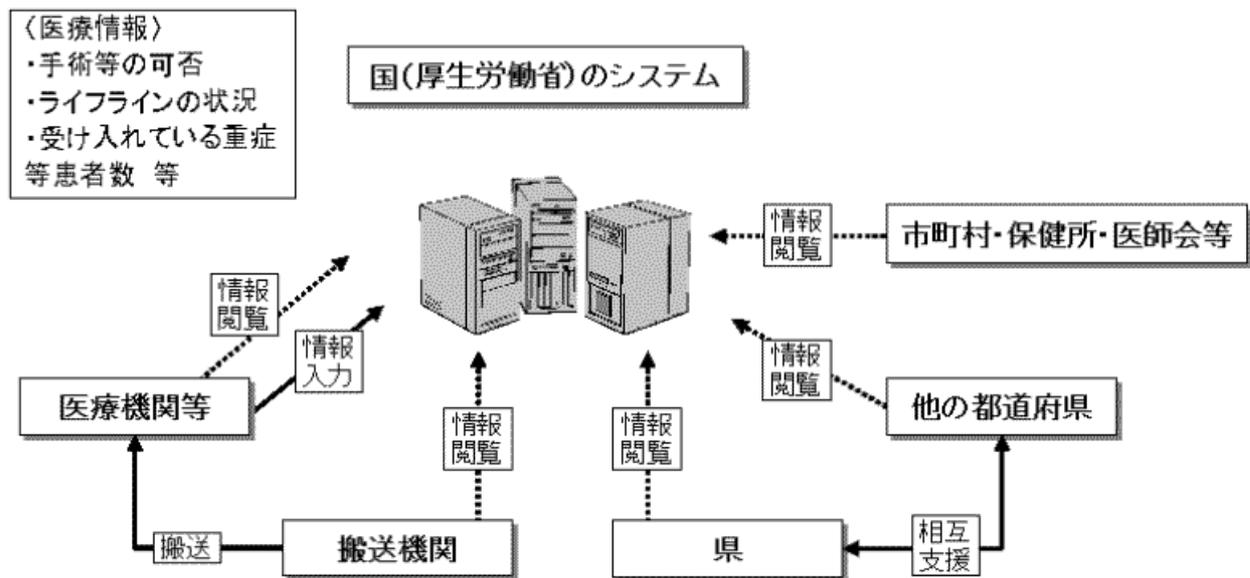 〈医療情報〉
・手術等の可否
・ライフラインの状況
・受け入れている重症
等患者数 等
国(厚生労働省)のシステム
情報
閲覧
市町村・保健所・医師会等
情報
閲覧
情報
入力
情報
閲覧
医療機関等
他の都道府県
情報
閲覧
情報
閲覧
搬送
搬送機関
県
相互
支援